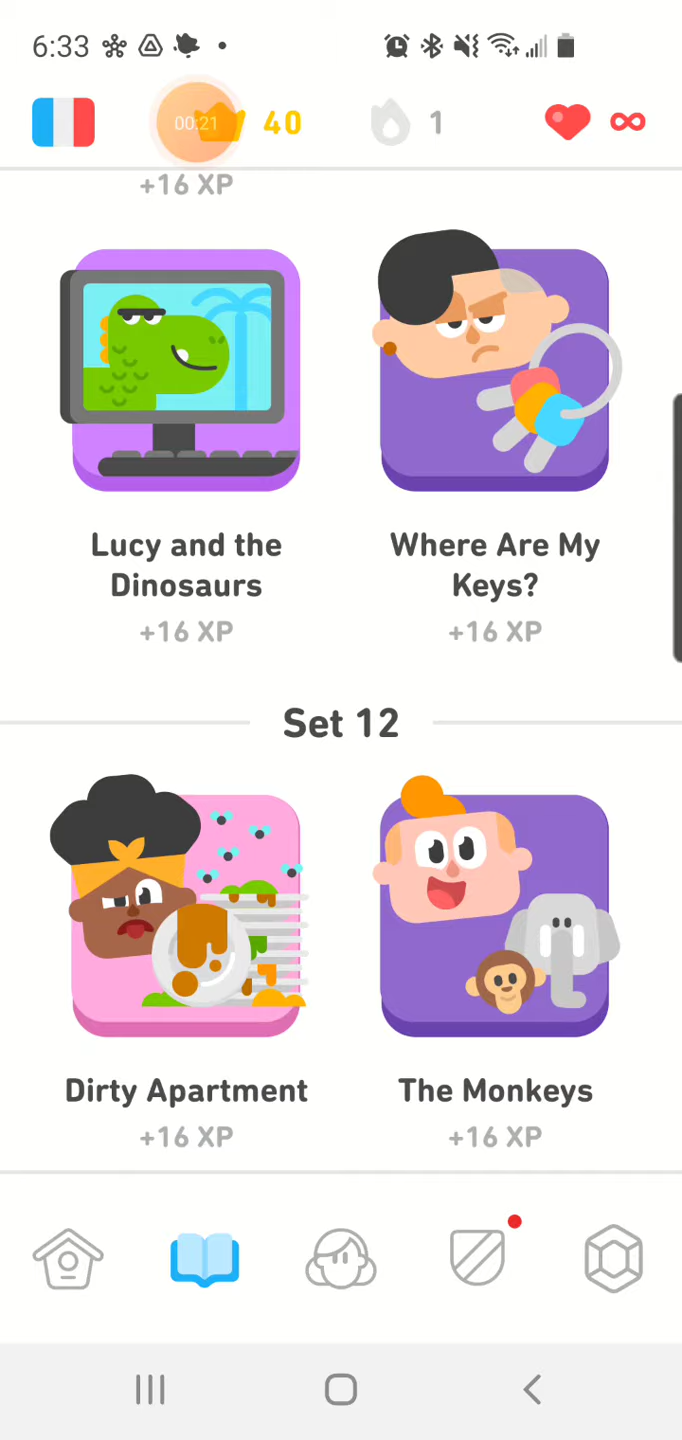 6:33
00:21 40 1
+16 XP
Lucy and the
Dinosaurs
+16 XP
Where Are My
Keys?
+16 XP
Set 12
Dirty Apartment
+16 XP
The Monkeys
+16 XP